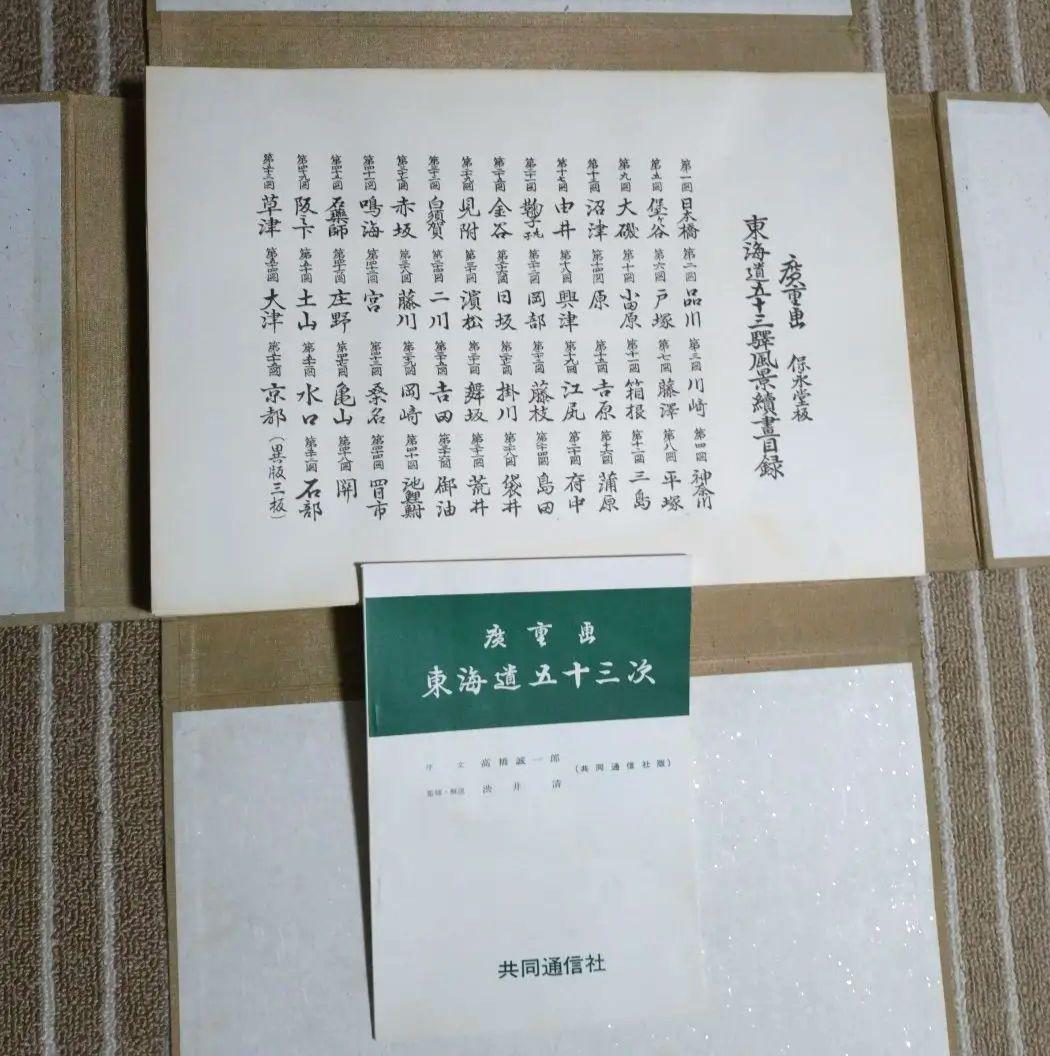 廣重画 保永堂板
東海道五十三驛風景續畫目録
第一図 日本橋 第二図 品川 第三図 川崎 第四図 神奈川
第五図 保ヶ谷 第六図 戸塚 第七図 藤澤 第八図 平塚
第九図 大磯 第十図 小田原 第十一図 箱根 第十二図 三島
第十三図 沼津 第十四図 原 第十五図 吉原 第十六図 蒲原
第十七図 由井 第十八図 興津 第十九図 江尻 第二十図 府中
第二十一図 鞠子 第二十二図 岡部 第二十三図 藤枝 第二十四図 島田
第二十五図 金谷 第二十六図 日坂 第二十七図 掛川 第二十八図 袋井
第二十九図 見附 第三十図 濱松 第三十一図 舞坂 第三十二図 荒井
第三十三図 白須賀 第三十四図 二川 第三十五図 吉田 第三十六図 御油
第三十七図 赤坂 第三十八図 藤川 第三十九図 岡崎 第四十図 池鯉鮒
第四十一図 鳴海 第四十二図 宮 第四十三図 桑名 第四十四図 四日市
第四十五図 石藥師 第四十六図 庄野 第四十七図 亀山 第四十八図 関
第四十九図 阪之下 第五十図 土山 第五十一図 水口 第五十二図 石部
第五十三図 草津 第五十四図 大津 第五十五図 京都 (異版三板)
廣重画
東海道五十三次
序文 高橋誠一郎
監修・解説 渋井清
(共同通信社版)
共同通信社